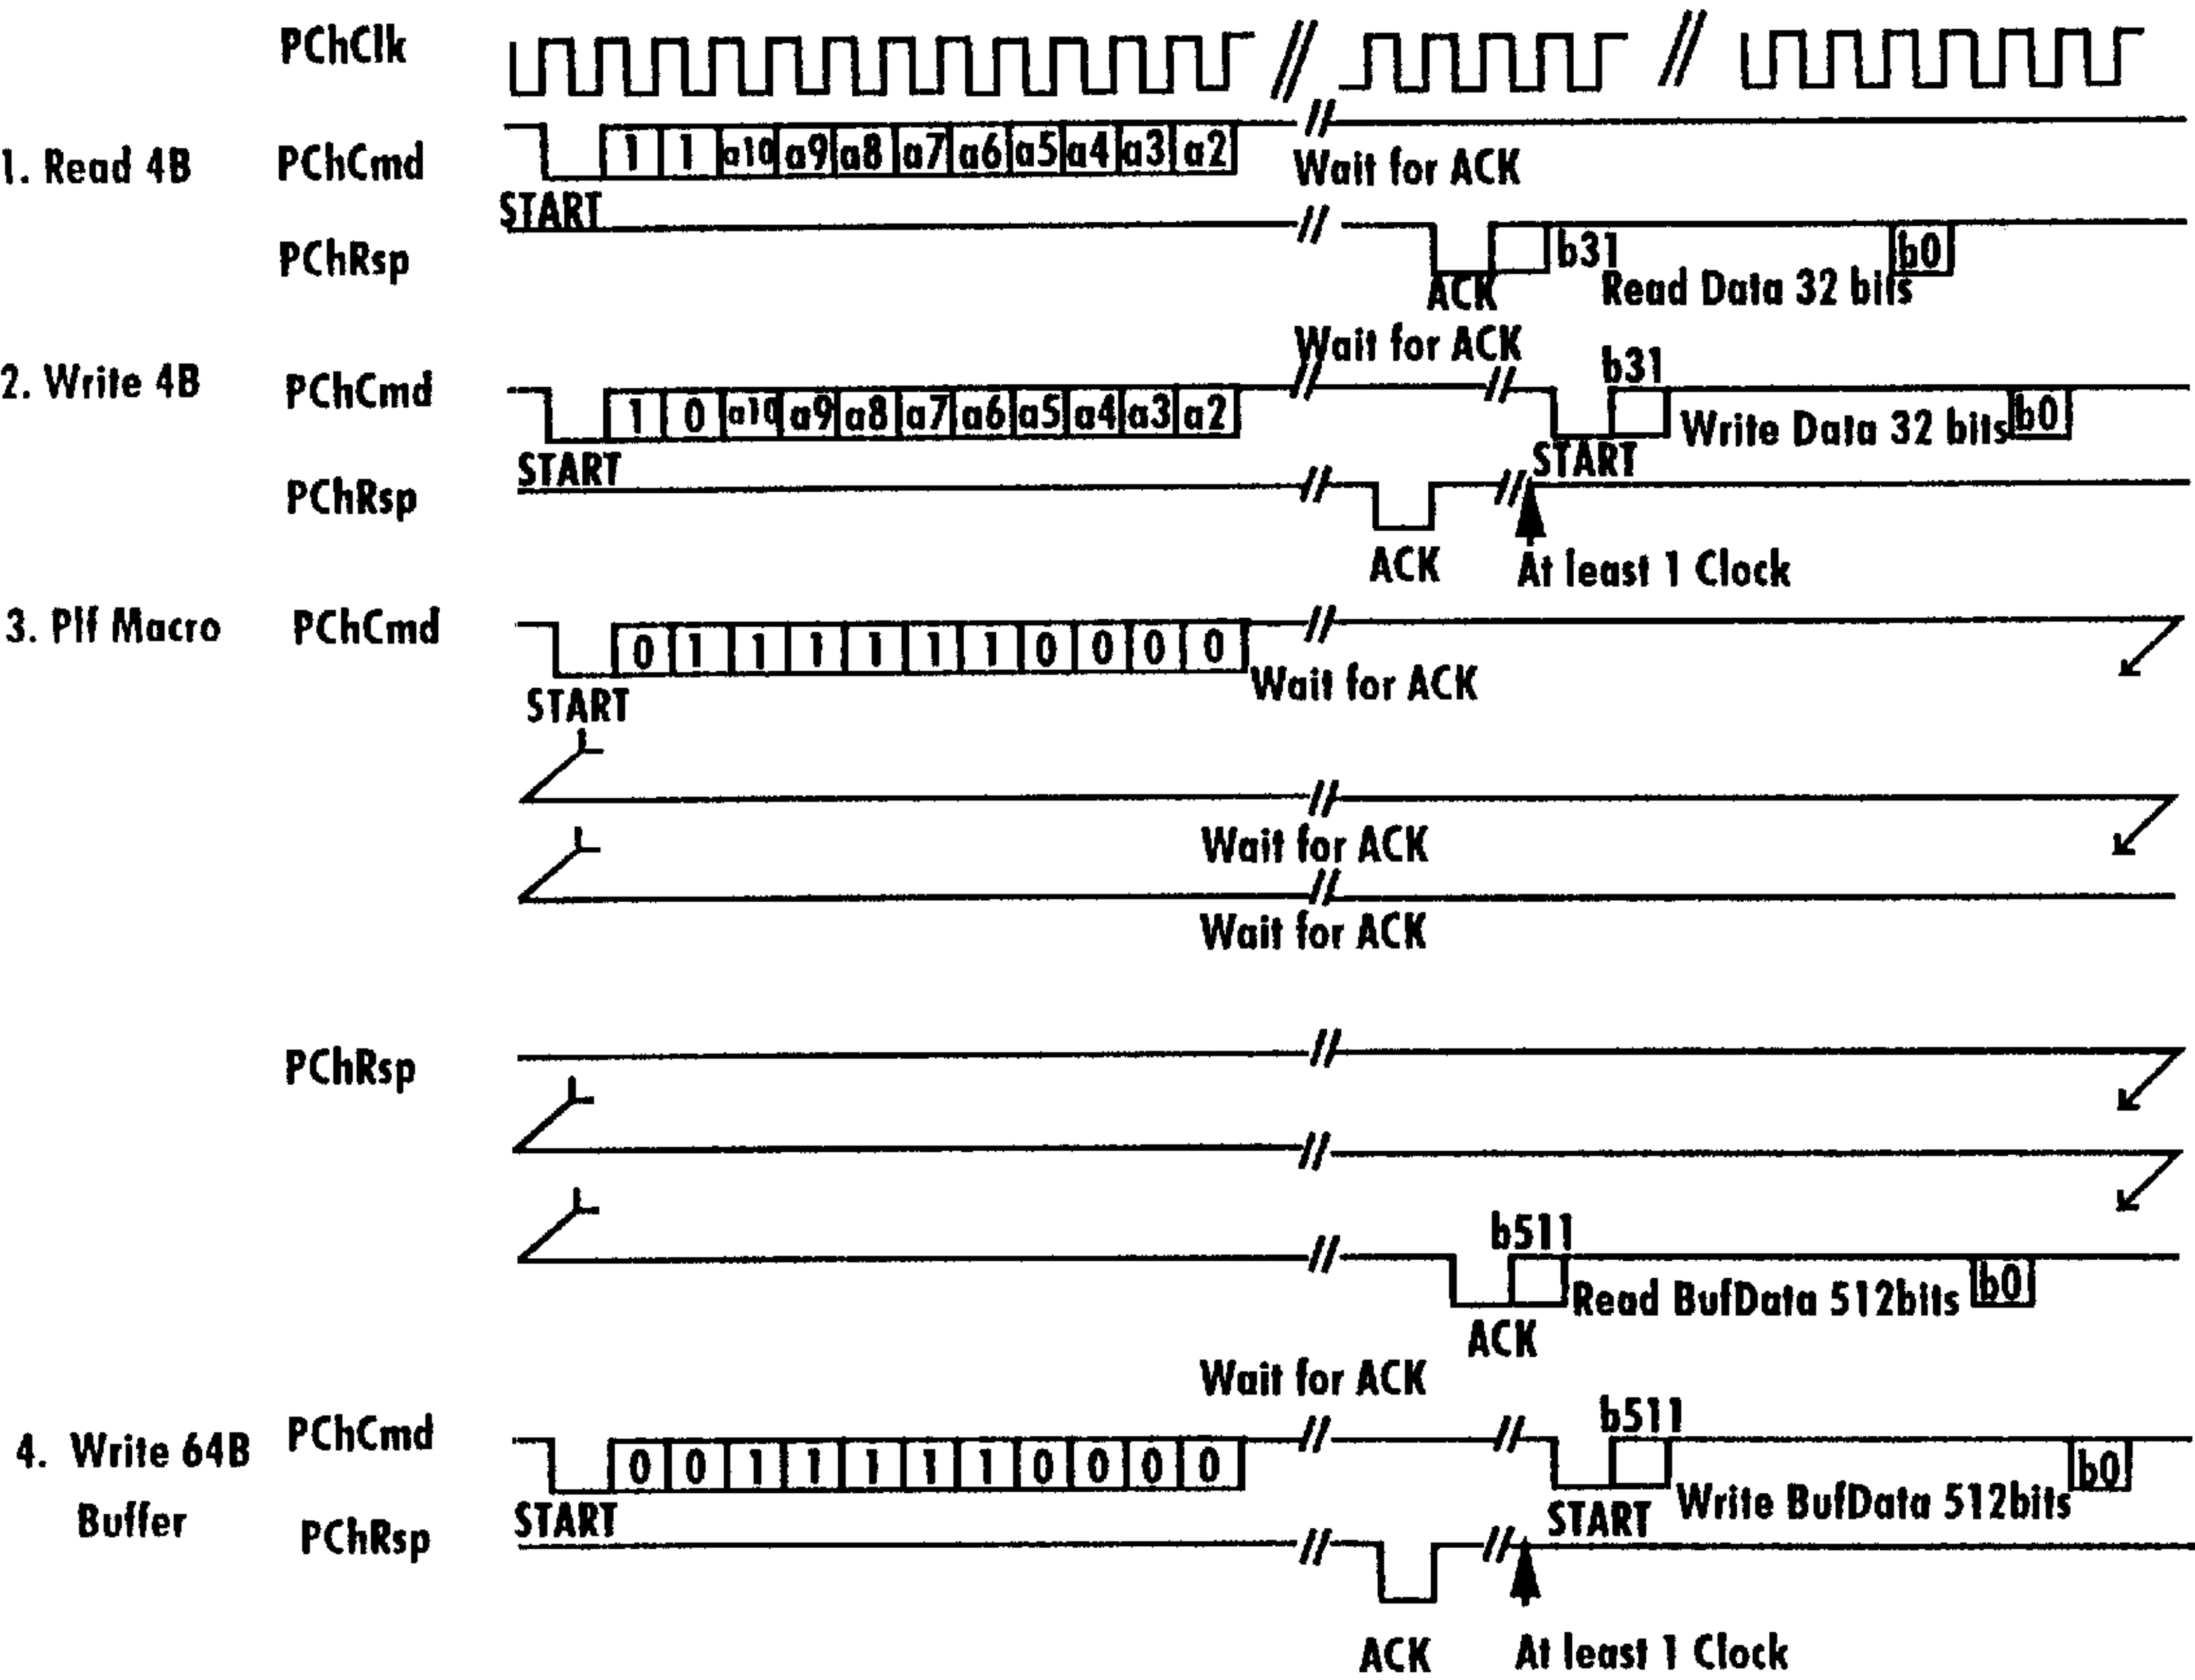 PChClk
1. Read 4B PChCmd 1 1 a10 a9 a8 a7 a6 a5 a4 a3 a2 Wait for ACK
START
PChRsp b31 b0
ACK Read Data 32 bits
Wait for ACK
b31
2. Write 4B PChCmd 1 0 a10 a9 a8 a7 a6 a5 a4 a3 a2 Write Data 32 bits b0
START START
PChRsp
ACK At least 1 Clock
3. Plf Macro PChCmd 0 1 1 1 1 1 1 0 0 0 0
Wait for ACK
START
Wait for ACK
Wait for ACK
PChRsp
b511
Read BufData 512bits b0
ACK
Wait for ACK
b511
4. Write 64B PChCmd 0 0 1 1 1 1 1 0 0 0 0 b0
Buffer START START Write BufData 512bits
PChRsp
ACK At least 1 Clock